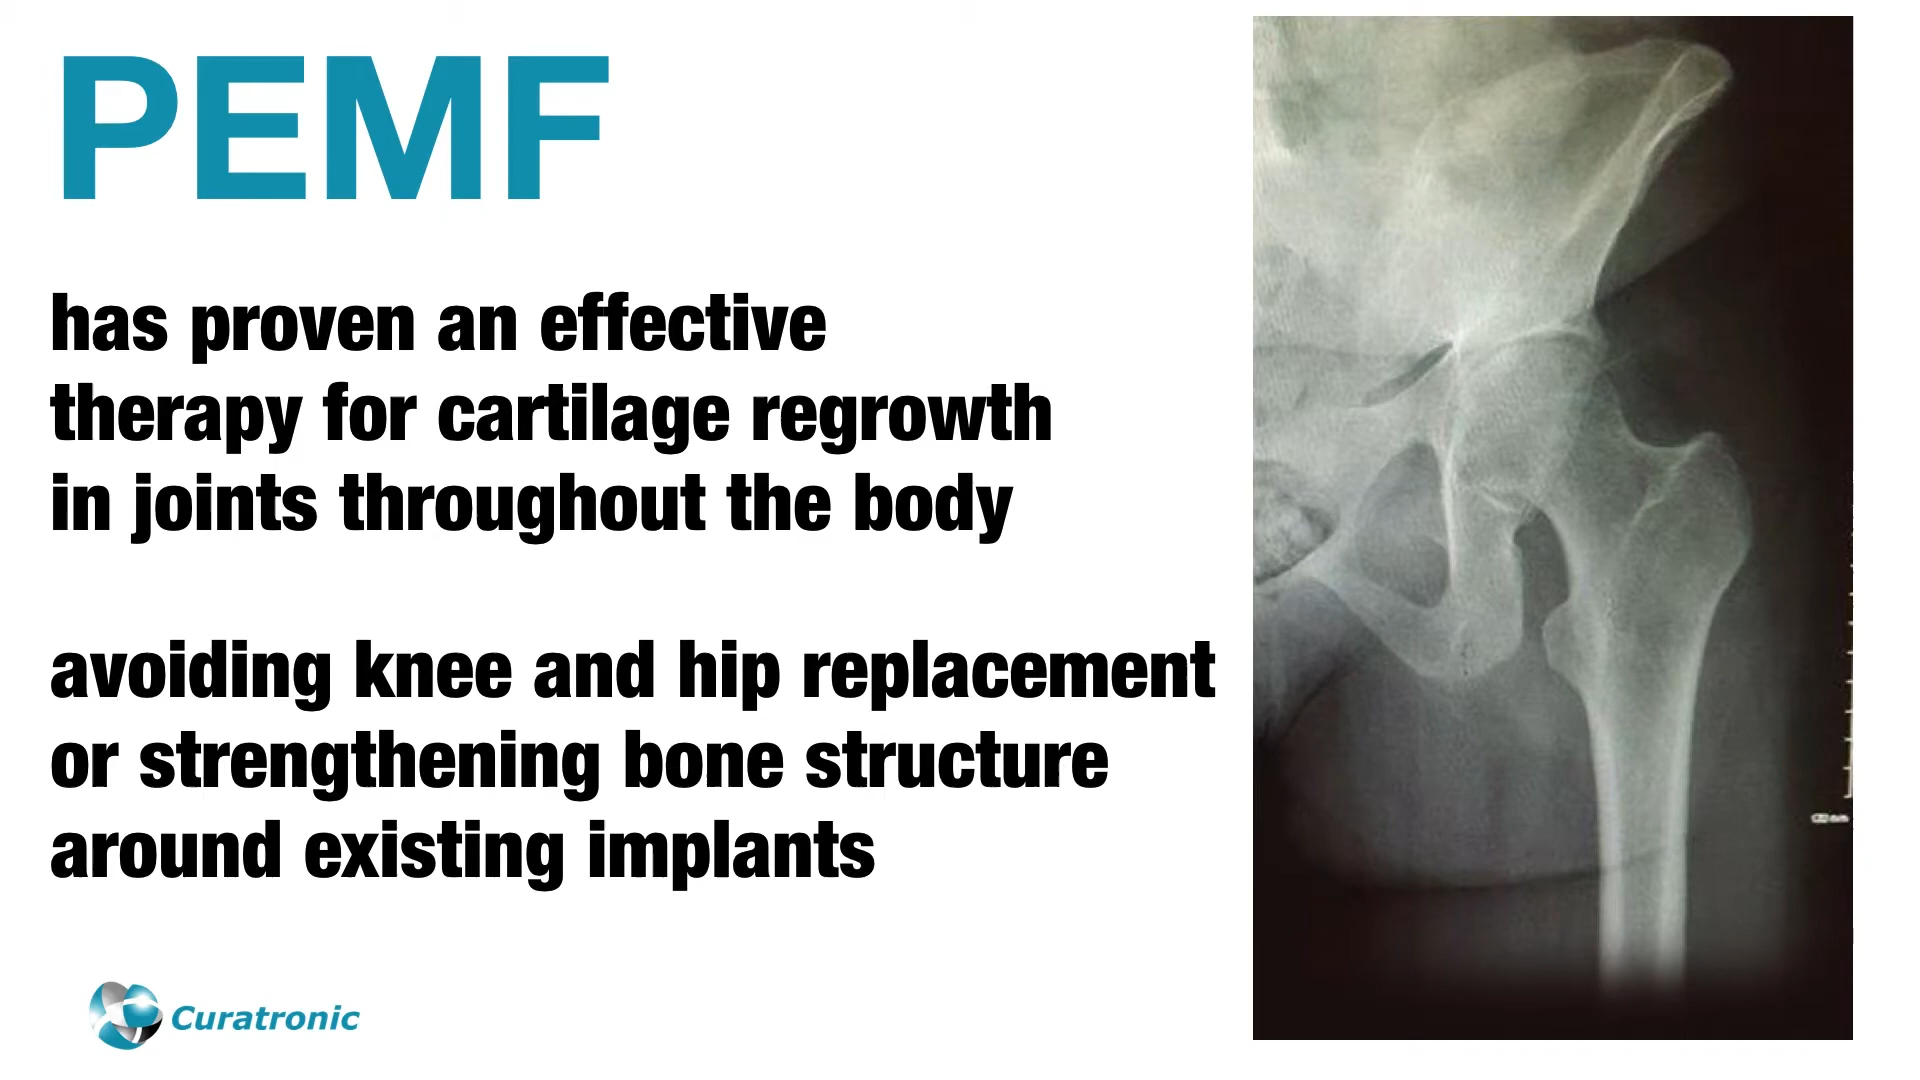 PEMF
has proven an effective
therapy for cartilage regrowth
in joints throughout the body
avoiding knee and hip replacement
or strengthening bone structure
around existing implants
Curatronic